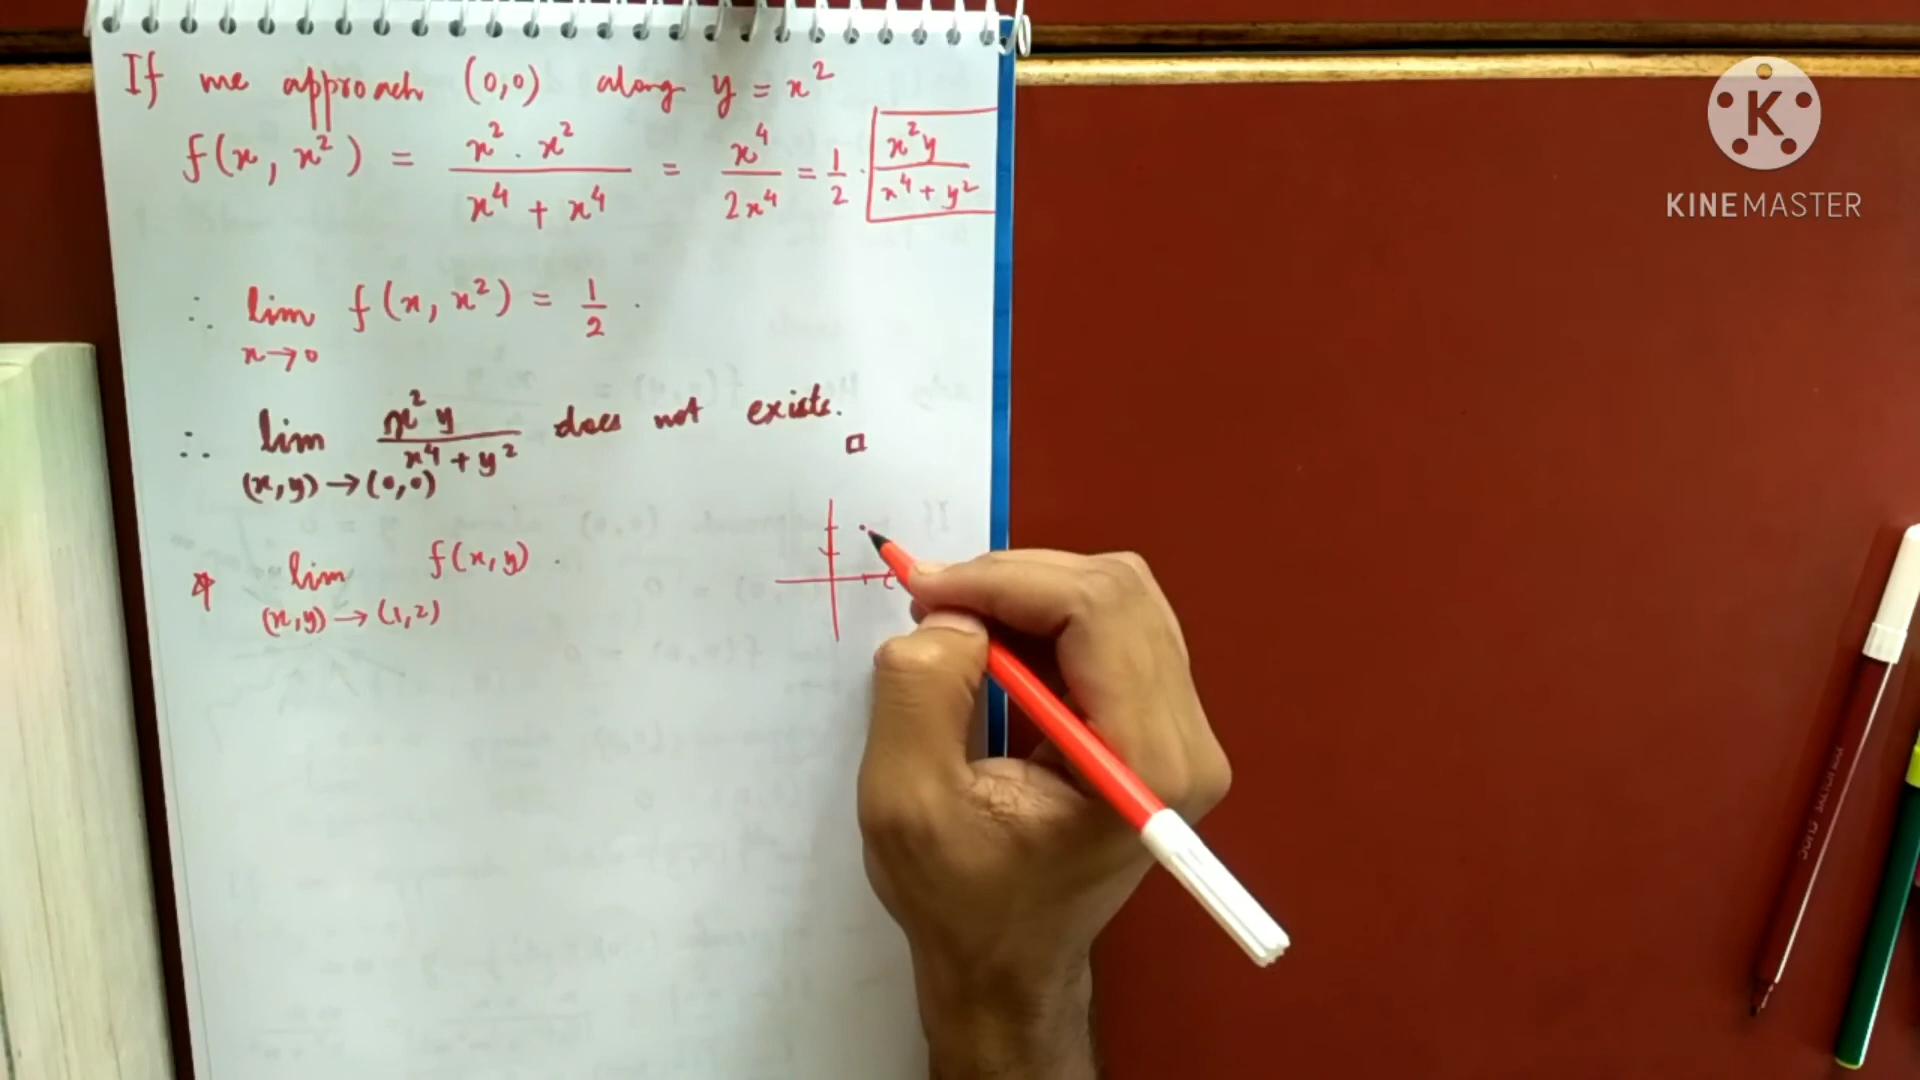 If we approach (0,0) along y = x²
f(x, x²) = x² . x² / x⁴ + x⁴ = x⁴ / 2x⁴ = 1/2 . x²y / x⁴ + y²
∴ lim x→0 f(x, x²) = 1/2 .
∴ lim (x,y) → (0,0) x² y / x⁴ + y² does not exists.
lim (x,y) → (1,2) f(x,y) .
K
KINEMASTER